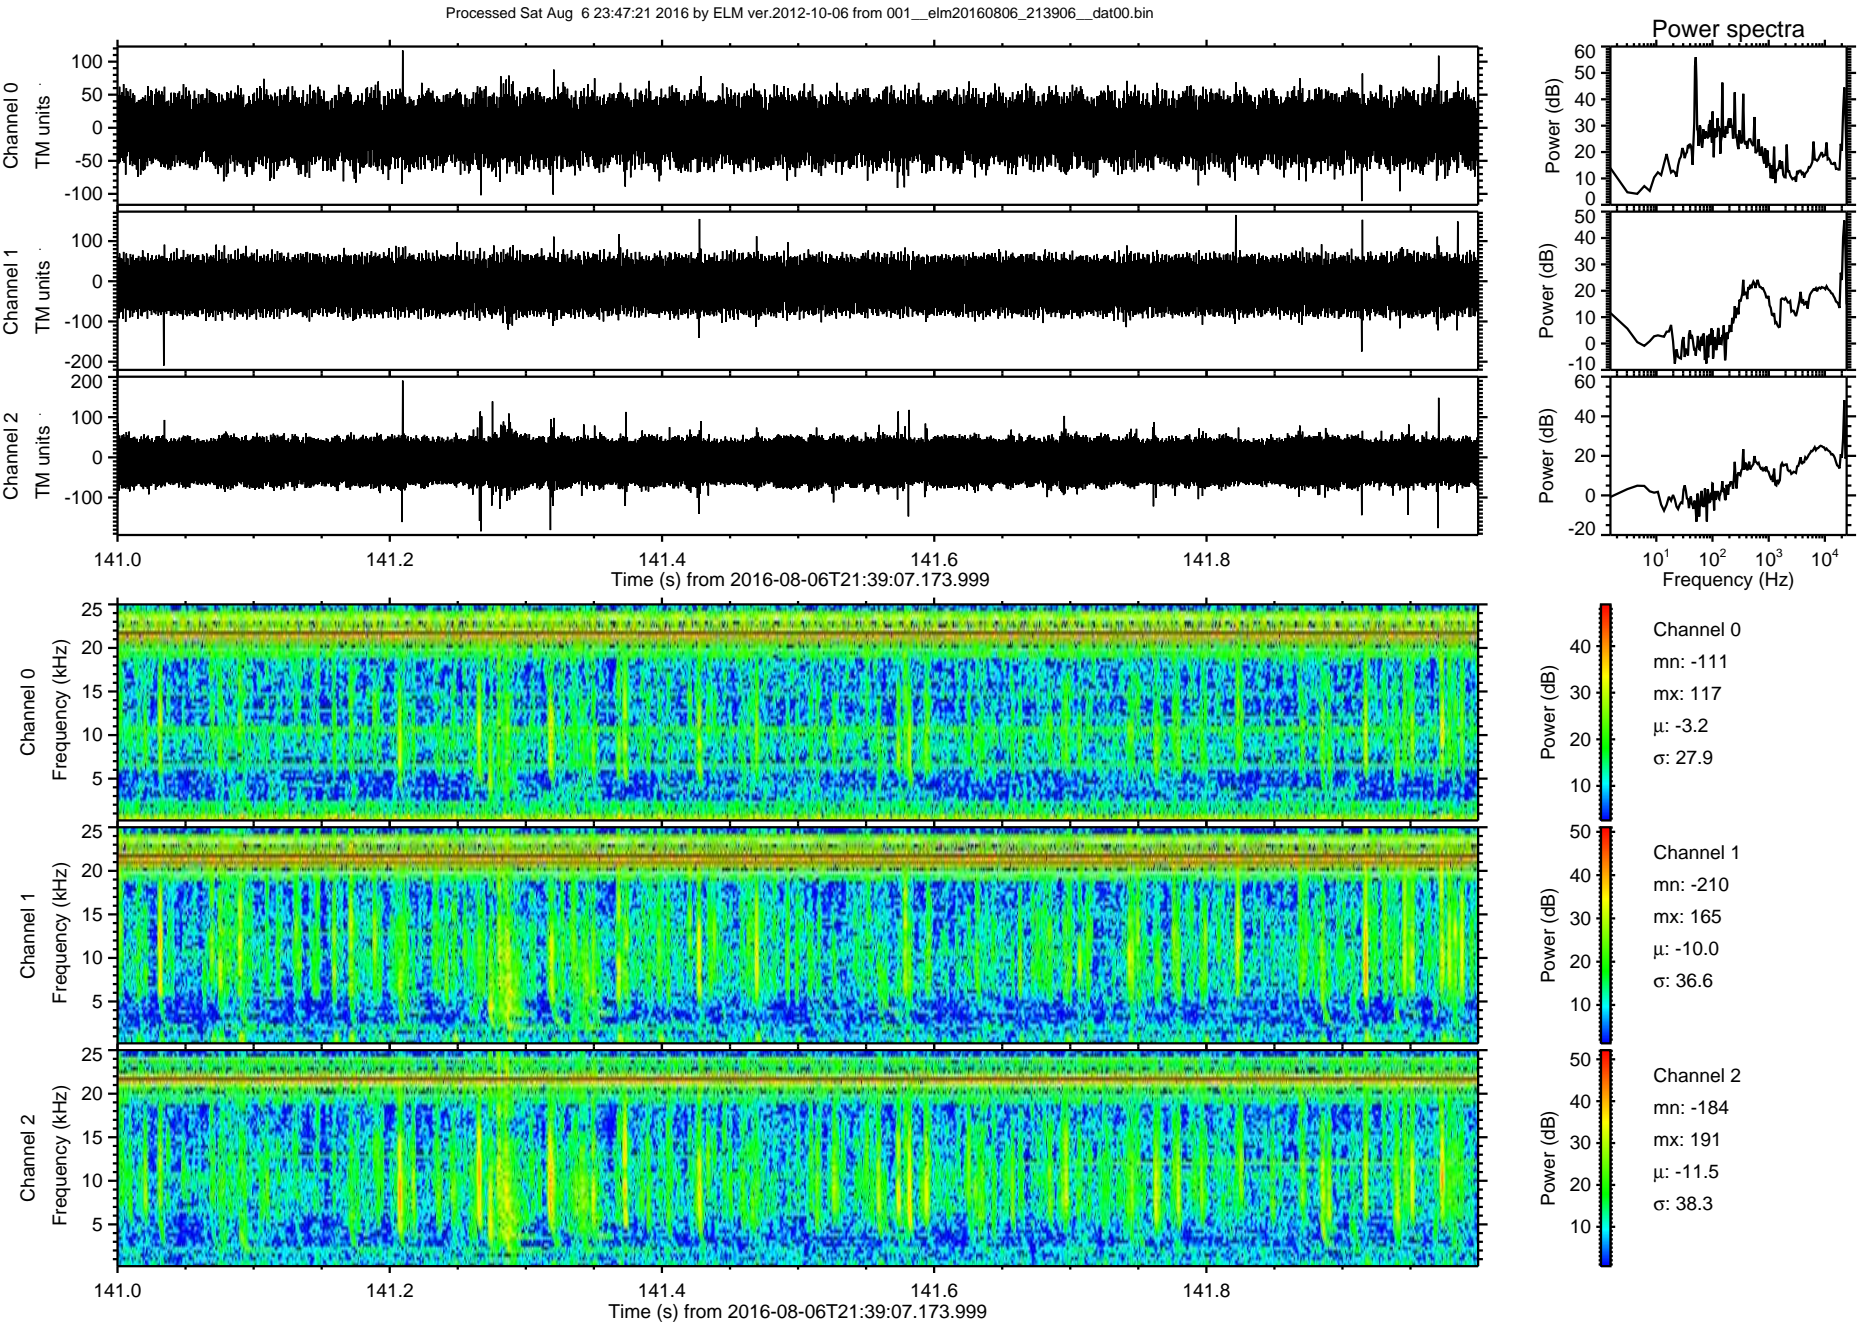 Processed Sat Aug  6 23:47:21 2016 by ELM ver.2012-10-06 from 001__elm20160806_213906__dat00.bin
Power spectra
Channel 0
TM units
100
50
0
-50
-100
Power (dB)
60
50
40
30
20
10
0
Channel 1
TM units
100
0
-100
-200
Power (dB)
50
40
30
20
10
0
-10
Channel 2
TM units
200
100
0
-100
Power (dB)
60
40
20
0
-20
141.0 141.2 141.4 141.6 141.8
Time (s) from 2016-08-06T21:39:07.173.999
10¹ 10² 10³ 10⁴
Frequency (Hz)
Channel 0
Frequency (kHz)
25
20
15
10
5
Power (dB)
40
30
20
10
Channel 0
mn: -111
mx: 117
μ: -3.2
σ: 27.9
Channel 1
Frequency (kHz)
25
20
15
10
5
Power (dB)
50
40
30
20
10
Channel 1
mn: -210
mx: 165
μ: -10.0
σ: 36.6
Channel 2
Frequency (kHz)
25
20
15
10
5
Power (dB)
50
40
30
20
10
Channel 2
mn: -184
mx: 191
μ: -11.5
σ: 38.3
141.0 141.2 141.4 141.6 141.8
Time (s) from 2016-08-06T21:39:07.173.999